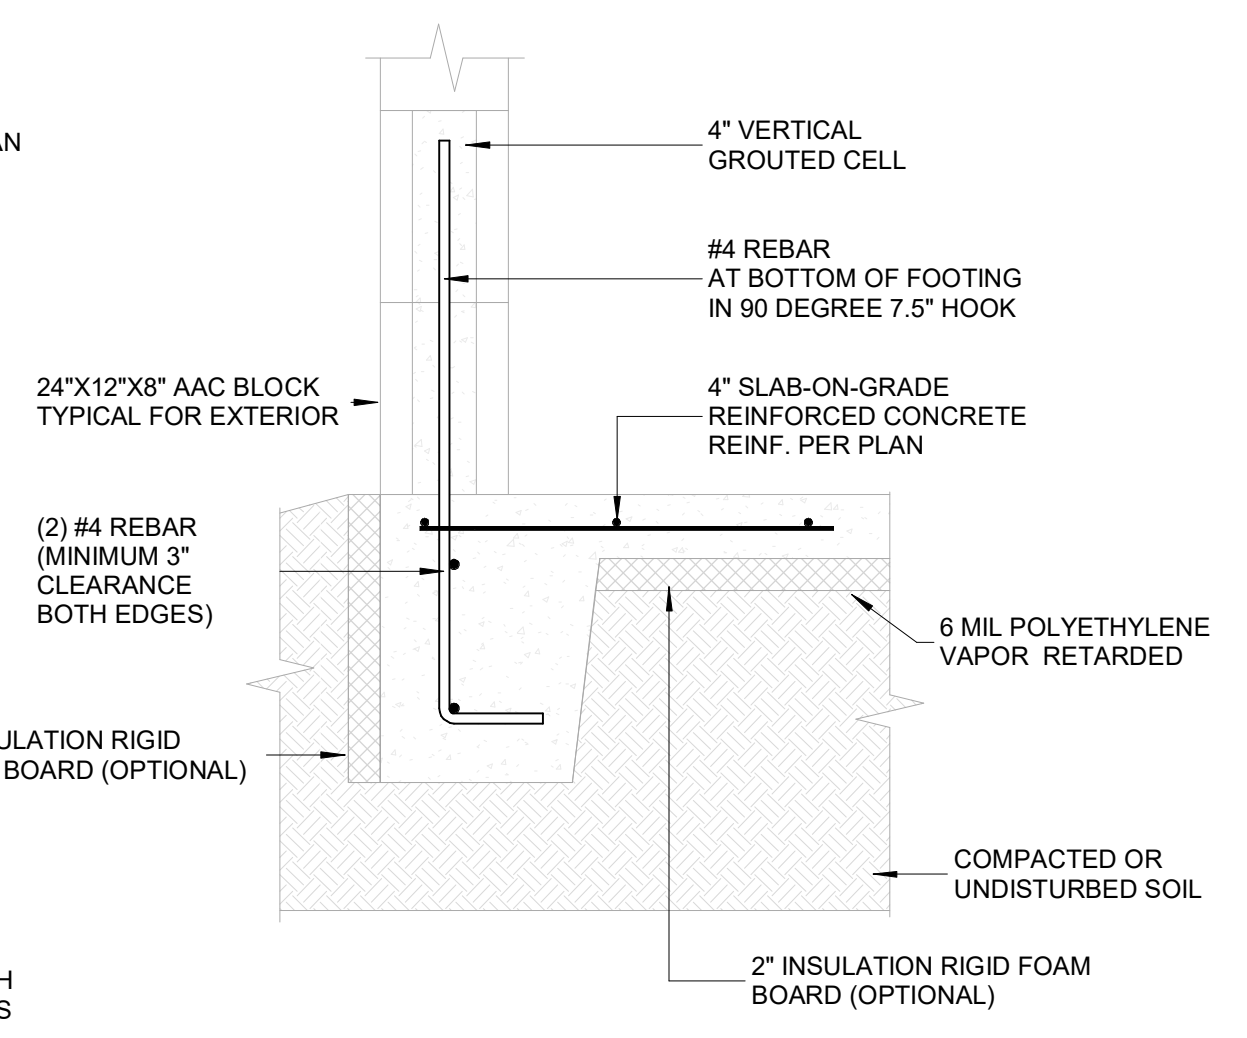 AN
4" VERTICAL
GROUTED CELL
#4 REBAR
AT BOTTOM OF FOOTING
IN 90 DEGREE 7.5" HOOK
24"X12"X8" AAC BLOCK
TYPICAL FOR EXTERIOR
4" SLAB-ON-GRADE
REINFORCED CONCRETE
REINF. PER PLAN
(2) #4 REBAR
(MINIMUM 3"
CLEARANCE
BOTH EDGES)
6 MIL POLYETHYLENE
VAPOR RETARDED
ULATION RIGID
BOARD (OPTIONAL)
COMPACTED OR
UNDISTURBED SOIL
2" INSULATION RIGID FOAM
BOARD (OPTIONAL)
H
S